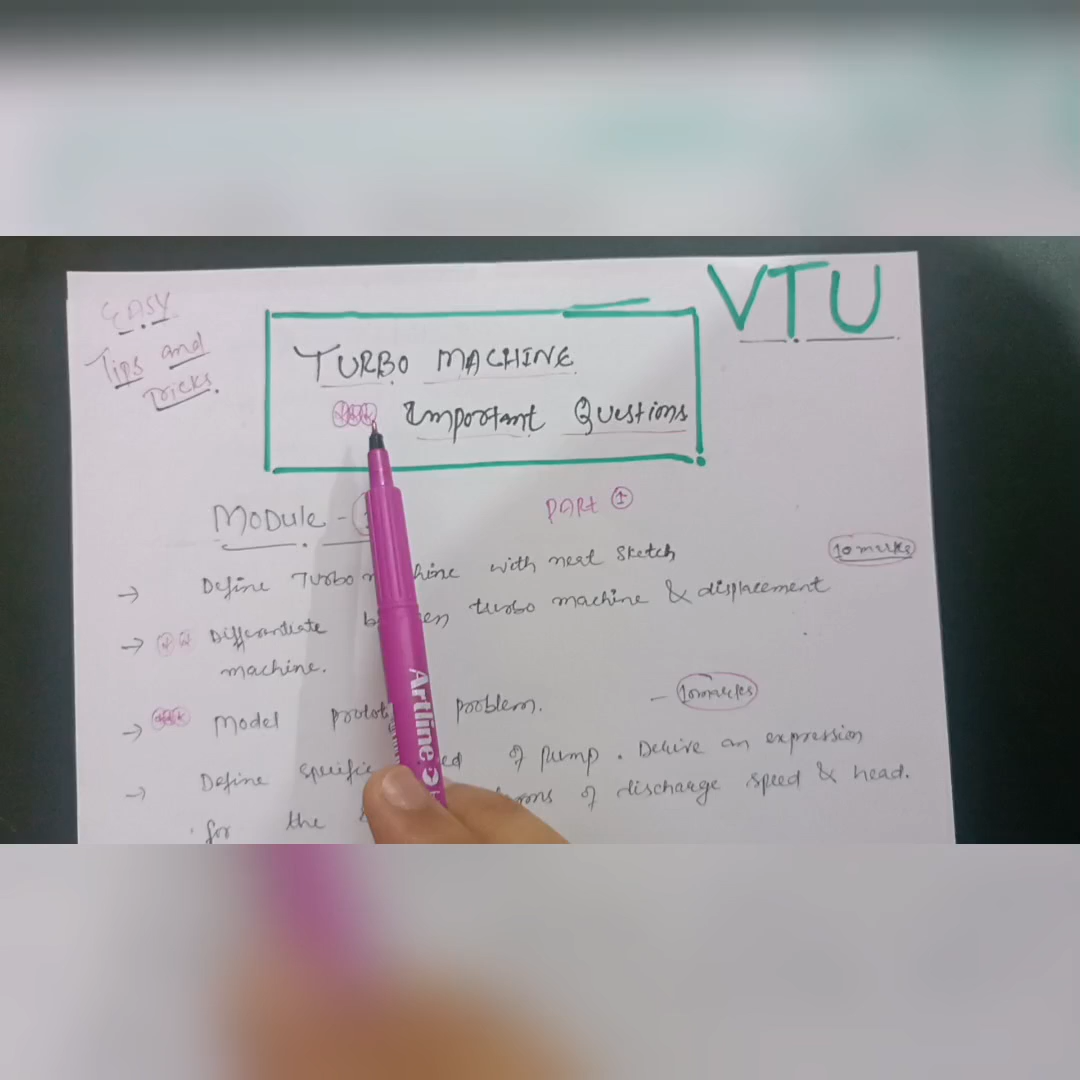 VTU
EASY
Tips and
Tricks.
TURBO MACHINE
Important Questions
MODule -
PARt 1
10 marks
→ Define Turbo with neat Sketch
→ Differentiate turbo machine & displacement
machine.
→ Model problem. - 10 marks
→ Define specific of pump. Derive an expression
for the of discharge speed & head.
Artline